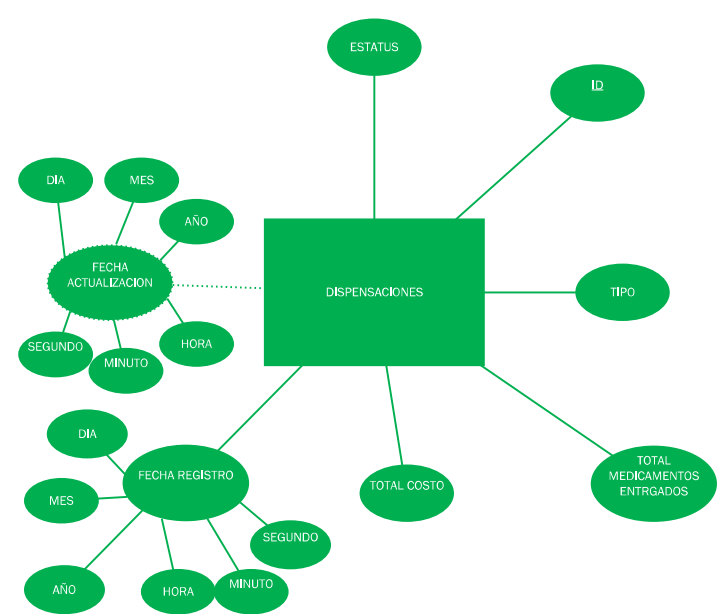 ESTATUS
ID
DÍA
MES
AÑO
FECHA
ACTUALIZACION
DISPENSACIONES
TIPO
SEGUNDO
MINUTO
HORA
DIA
FECHA REGISTRO
TOTAL COSTO
TOTAL
MEDICAMENTOS
ENTRGADOS
MES
SEGUNDO
AÑO
HORA
MINUTO